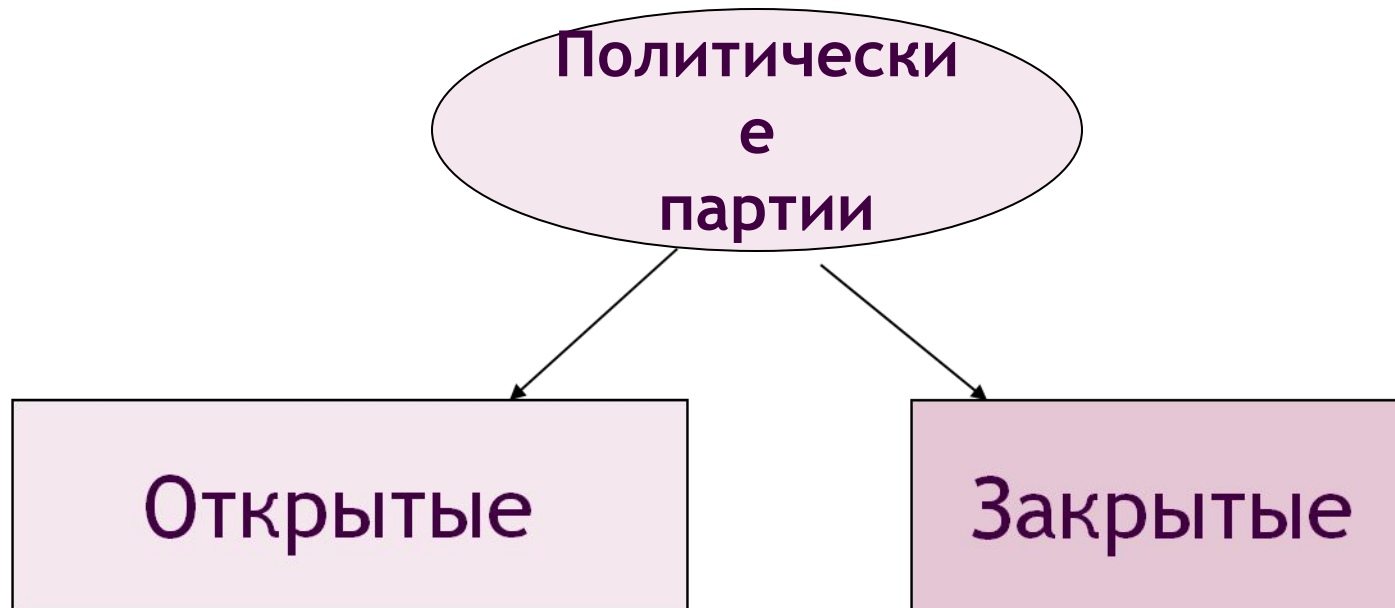 Политически
е
партии
Открытые
Закрытые